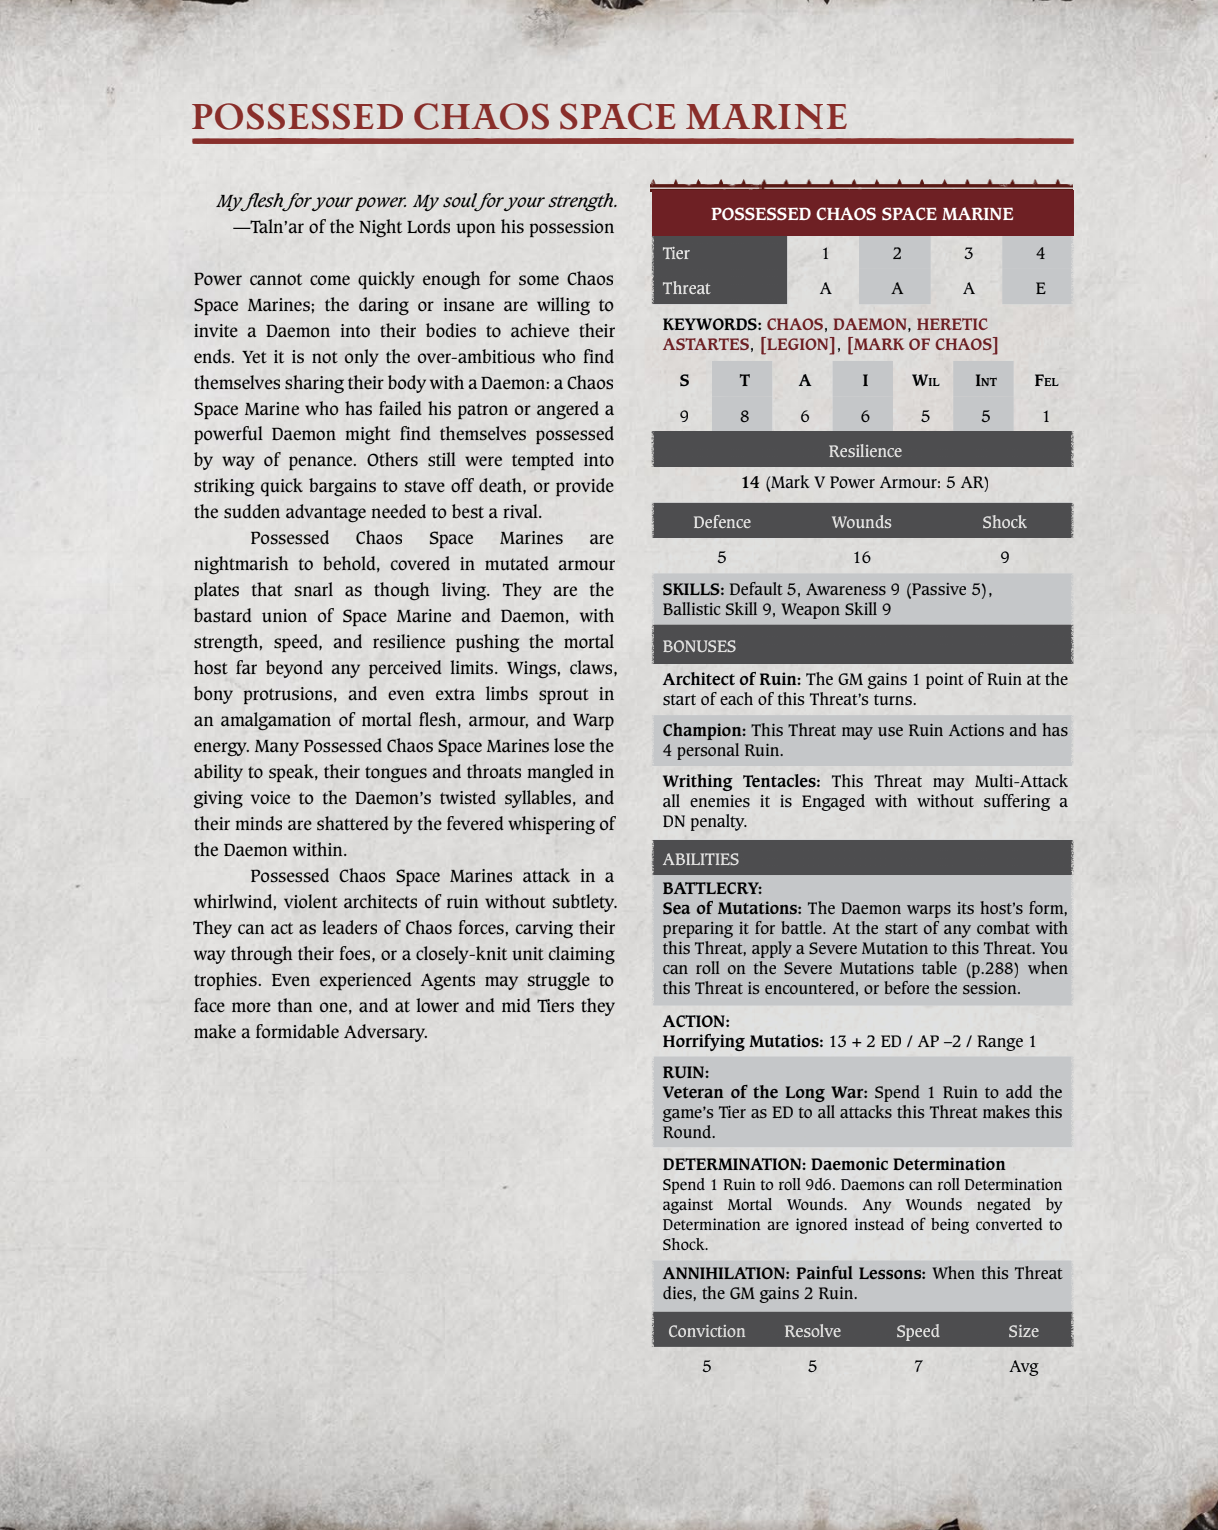 POSSESSED CHAOS SPACE MARINE
My flesh for your power. My soul for your strength.
—Taln'ar of the Night Lords upon his possession
Power cannot come quickly enough for some Chaos
Space Marines; the daring or insane are willing to
invite a Daemon into their bodies to achieve their
ends. Yet it is not only the over-ambitious who find
themselves sharing their body with a Daemon: a Chaos
Space Marine who has failed his patron or angered a
powerful Daemon might find themselves possessed
by way of penance. Others still were tempted into
striking quick bargains to stave off death, or provide
the sudden advantage needed to best a rival.
Possessed Chaos Space Marines are
nightmarish to behold, covered in mutated armour
plates that snarl as though living. They are the
bastard union of Space Marine and Daemon, with
strength, speed, and resilience pushing the mortal
host far beyond any perceived limits. Wings, claws,
bony protrusions, and even extra limbs sprout in
an amalgamation of mortal flesh, armour, and Warp
energy. Many Possessed Chaos Space Marines lose the
ability to speak, their tongues and throats mangled in
giving voice to the Daemon's twisted syllables, and
their minds are shattered by the fevered whispering of
the Daemon within.
Possessed Chaos Space Marines attack in a
whirlwind, violent architects of ruin without subtlety.
They can act as leaders of Chaos forces, carving their
way through their foes, or a closely-knit unit claiming
trophies. Even experienced Agents may struggle to
face more than one, and at lower and mid Tiers they
make a formidable Adversary.
POSSESSED CHAOS SPACE MARINE
Tier 1 2 3 4
Threat A A A E
KEYWORDS: CHAOS, DAEMON, HERETIC
ASTARTES, [LEGION], [MARK OF CHAOS]
S T A I Wil Int Fel
9 8 6 6 5 5 1
Resilience
14 (Mark V Power Armour: 5 AR)
Defence Wounds Shock
5 16 9
SKILLS: Default 5, Awareness 9 (Passive 5),
Ballistic Skill 9, Weapon Skill 9
BONUSES
Architect of Ruin: The GM gains 1 point of Ruin at the
start of each of this Threat's turns.
Champion: This Threat may use Ruin Actions and has
4 personal Ruin.
Writhing Tentacles: This Threat may Multi-Attack
all enemies it is Engaged with without suffering a
DN penalty.
ABILITIES
BATTLECRY:
Sea of Mutations: The Daemon warps its host's form,
preparing it for battle. At the start of any combat with
this Threat, apply a Severe Mutation to this Threat. You
can roll on the Severe Mutations table (p.288) when
this Threat is encountered, or before the session.
ACTION:
Horrifying Mutatios: 13 + 2 ED / AP –2 / Range 1
RUIN:
Veteran of the Long War: Spend 1 Ruin to add the
game's Tier as ED to all attacks this Threat makes this
Round.
DETERMINATION: Daemonic Determination
Spend 1 Ruin to roll 9d6. Daemons can roll Determination
against Mortal Wounds. Any Wounds negated by
Determination are ignored instead of being converted to
Shock.
ANNIHILATION: Painful Lessons: When this Threat
dies, the GM gains 2 Ruin.
Conviction Resolve Speed Size
5 5 7 Avg